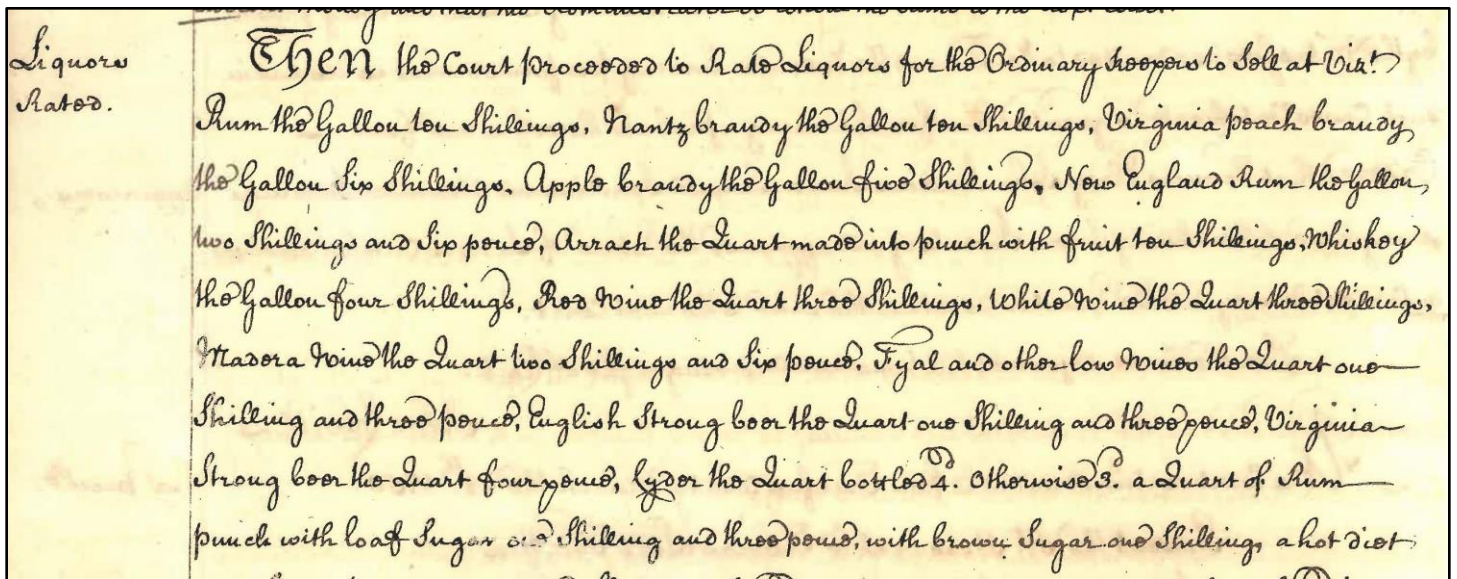 Liquors
Rated.
Then the Court proceeded to Rate Liquors for the Ordinary keepers to Sell at Vizt.
Rum the Gallon ten Shillings, Nantz brandy the Gallon ten Shillings, Virginia peach brandy
the Gallon Six Shillings, Apple brandy the Gallon five Shillings, New England Rum the Gallon,
two Shillings and Six pence, Arrack the Quart made into punch with fruit ten Shillings, Whiskey
the Gallon four Shillings, Red wine the Quart three Shillings, White wine the Quart three Shillings,
Madera wine the Quart two Shillings and Six pence, Fyal and other low wines the Quart one
Shilling and three pence, English Strong beer the Quart one Shilling and three pence, Virginia
Strong beer the Quart four pence, Cyder the Quart bottled 4d. Otherwise 3d. a Quart of Rum
punch with loaf Sugar one Shilling and three pence, with brown Sugar one Shilling, a hot diet